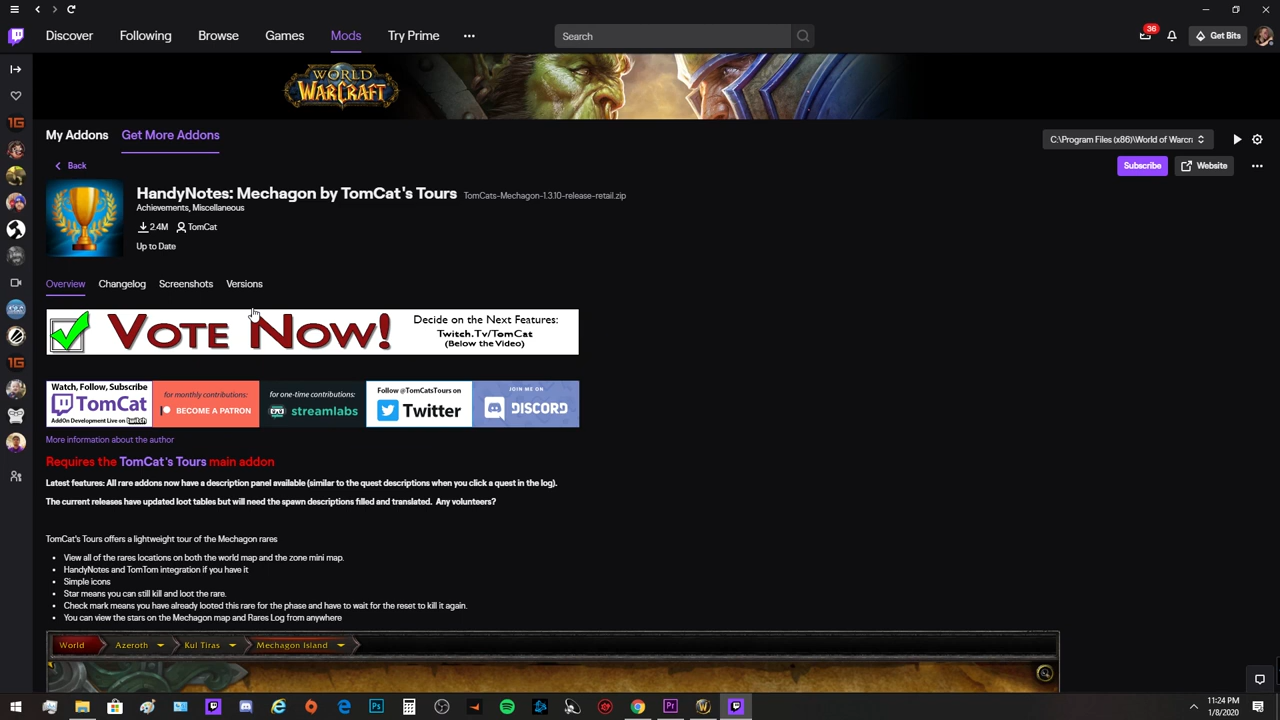 Discover
Following
Browse
Games
Mods
Try Prime
Search
36
Get Bits
WORLD
WARCRAFT
My Addons
Get More Addons
C:\Program Files (x86)\World of Warcr
Back
Subscribe
Website
HandyNotes: Mechagon by TomCat's Tours
TomCats-Mechagon-1.3.10-release-retail.zip
Achievements, Miscellaneous
2.4M
TomCat
Up to Date
Overview
Changelog
Screenshots
Versions
VOTE NOW!
Decide on the Next Features:
Twitch.Tv/TomCat
(Below the Video)
Watch, Follow, Subscribe
TomCat
AddOn Development Live on twitch
for monthly contributions:
BECOME A PATRON
for one-time contributions:
streamlabs
Follow @TomCatsTours on
Twitter
JOIN ME ON
DISCORD
More information about the author
Requires the TomCat's Tours main addon
Latest features: All rare addons now have a description panel available (similar to the quest descriptions when you click a quest in the log).
The current releases have updated loot tables but will need the spawn descriptions filled and translated. Any volunteers?
TomCat's Tours offers a lightweight tour of the Mechagon rares
• View all of the rares locations on both the world map and the zone mini map.
• HandyNotes and TomTom integration if you have it
• Simple icons
• Star means you can still kill and loot the rare.
• Check mark means you have already looted this rare for the phase and have to wait for the reset to kill it again.
• You can view the stars on the Mechagon map and Rares Log from anywhere
World
Azeroth
Kul Tiras
Mechagon Island
11:24 PM
1/8/2020